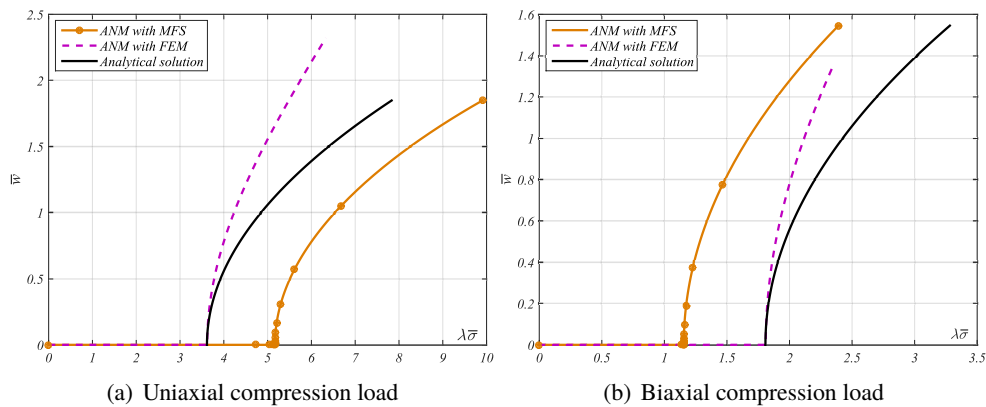 2.5
2
1.5
1
0.5
0
w̅
ANM with MFS
ANM with FEM
Analytical solution
λσ̅
0 1 2 3 4 5 6 7 8 9 10
(a) Uniaxial compression load
1.6
1.4
1.2
1
0.8
0.6
0.4
0.2
0
w̅
ANM with MFS
ANM with FEM
Analytical solution
λσ̅
0 0.5 1 1.5 2 2.5 3 3.5
(b) Biaxial compression load